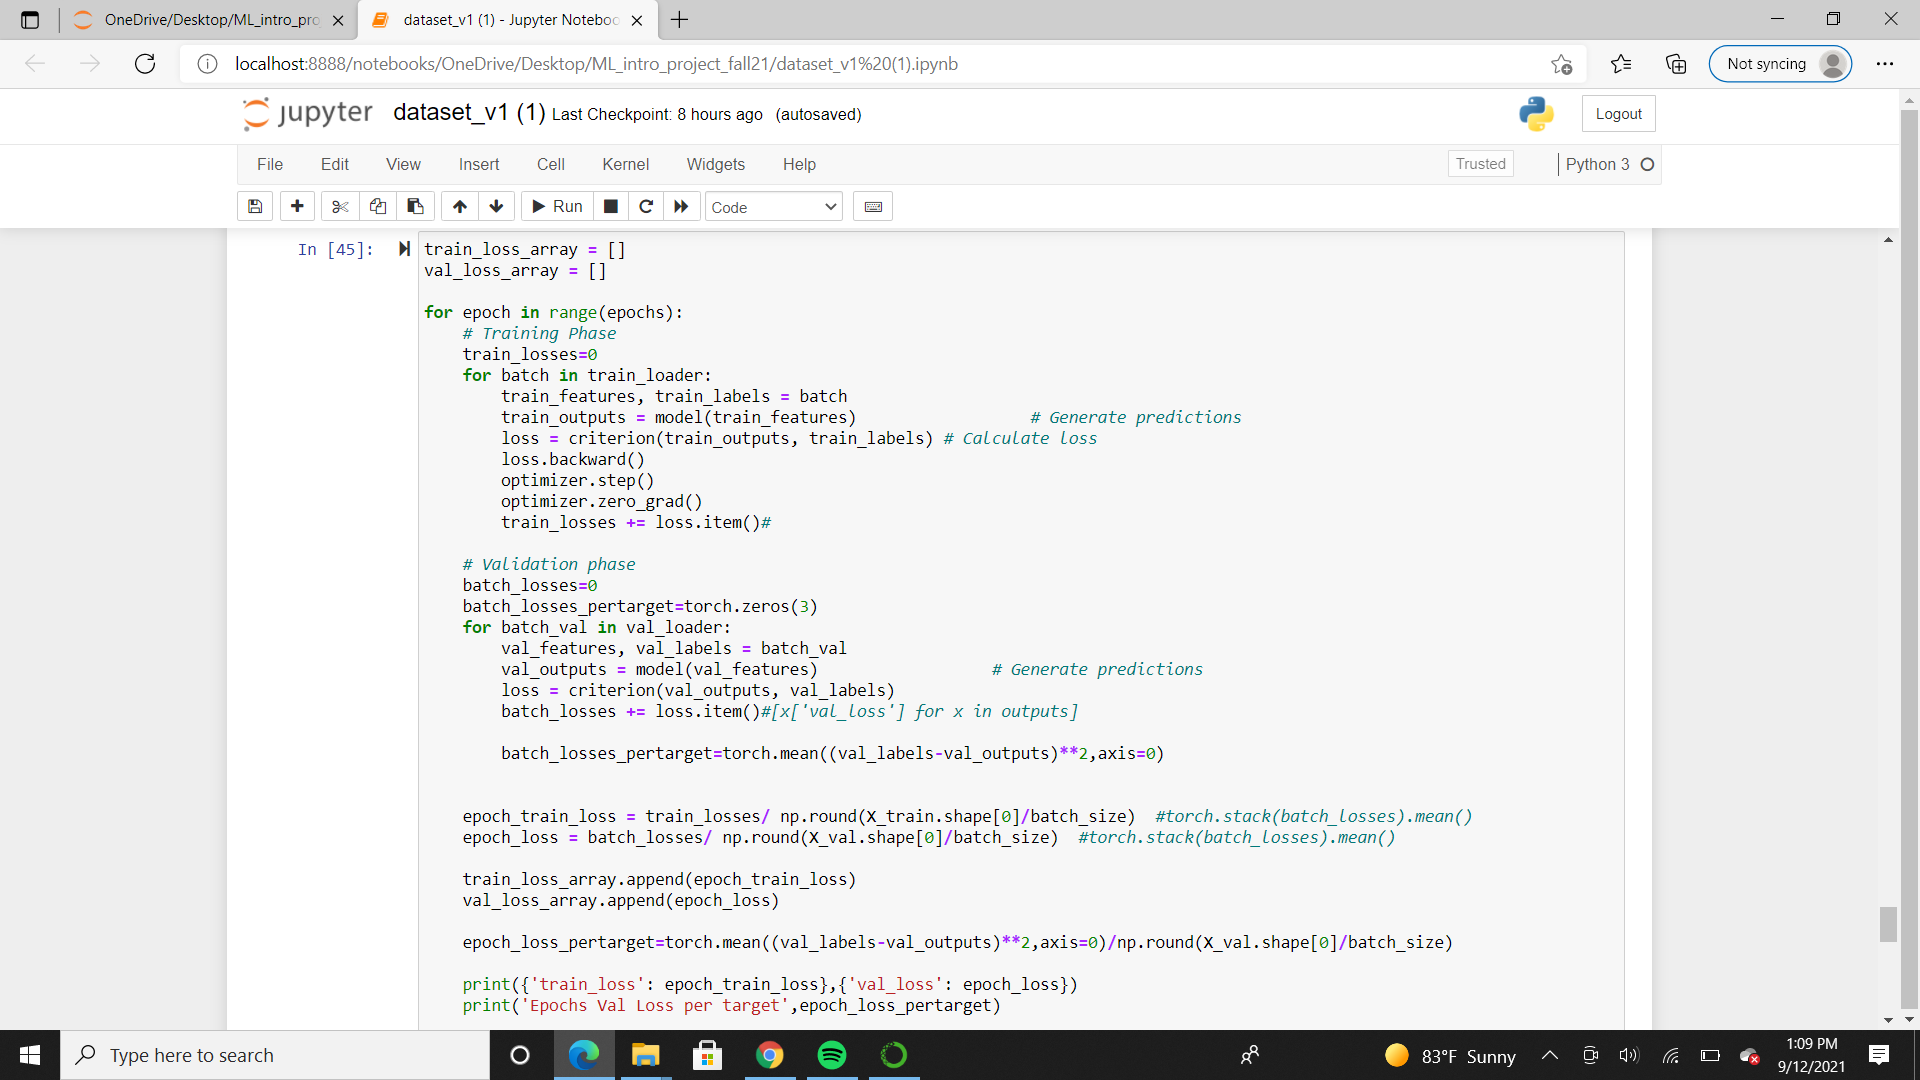 OneDrive/Desktop/ML_intro_pro
dataset_v1 (1) - Jupyter Noteboo
localhost:8888/notebooks/OneDrive/Desktop/ML_intro_project_fall21/dataset_v1%20(1).ipynb
Not syncing
jupyter dataset_v1 (1) Last Checkpoint: 8 hours ago (autosaved)
Logout
File Edit View Insert Cell Kernel Widgets Help
Trusted
Python 3
Run
Code
In [45]:
train_loss_array = []
val_loss_array = []
for epoch in range(epochs):
    # Training Phase
    train_losses=0
    for batch in train_loader:
        train_features, train_labels = batch
        train_outputs = model(train_features)                  # Generate predictions
        loss = criterion(train_outputs, train_labels) # Calculate loss
        loss.backward()
        optimizer.step()
        optimizer.zero_grad()
        train_losses += loss.item()#
    # Validation phase
    batch_losses=0
    batch_losses_pertarget=torch.zeros(3)
    for batch_val in val_loader:
        val_features, val_labels = batch_val
        val_outputs = model(val_features)                  # Generate predictions
        loss = criterion(val_outputs, val_labels)
        batch_losses += loss.item()#[x['val_loss'] for x in outputs]
        batch_losses_pertarget=torch.mean((val_labels-val_outputs)**2,axis=0)
    epoch_train_loss = train_losses/ np.round(X_train.shape[0]/batch_size)  #torch.stack(batch_losses).mean()
    epoch_loss = batch_losses/ np.round(X_val.shape[0]/batch_size)  #torch.stack(batch_losses).mean()
    train_loss_array.append(epoch_train_loss)
    val_loss_array.append(epoch_loss)
    epoch_loss_pertarget=torch.mean((val_labels-val_outputs)**2,axis=0)/np.round(X_val.shape[0]/batch_size)
    print({'train_loss': epoch_train_loss},{'val_loss': epoch_loss})
    print('Epochs Val Loss per target',epoch_loss_pertarget)
Type here to search
83°F Sunny
1:09 PM
9/12/2021